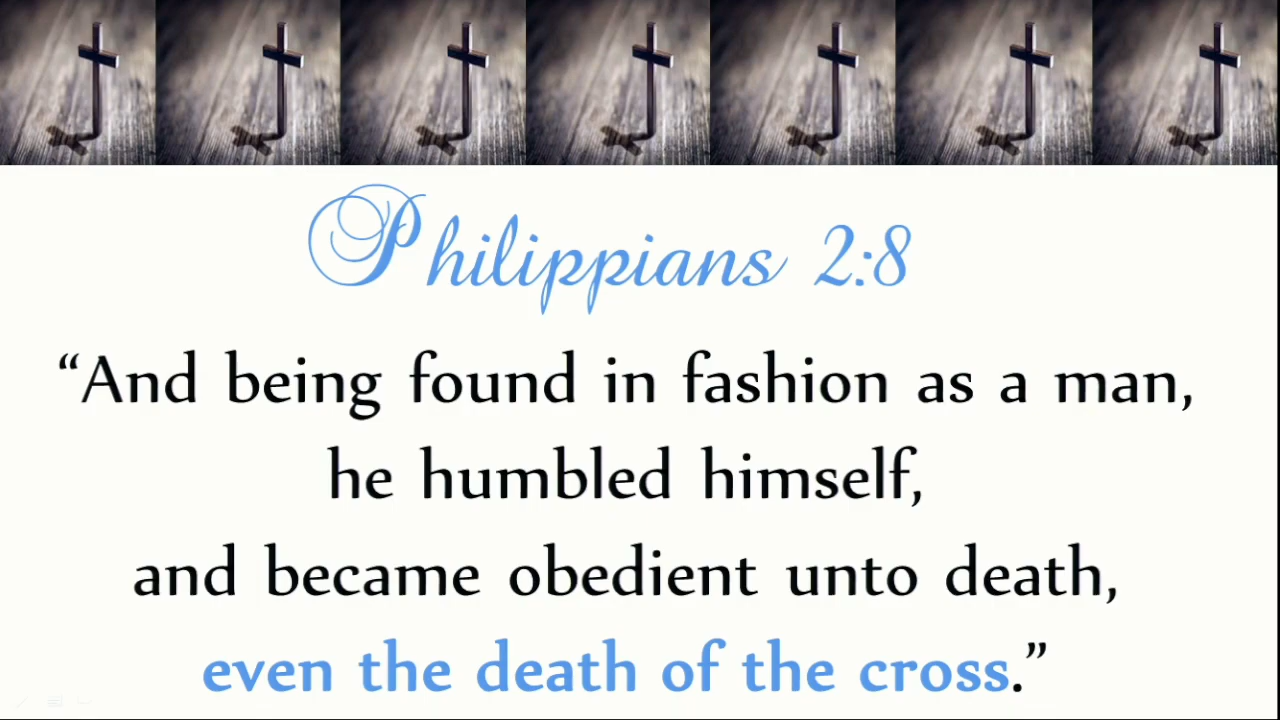 Philippians 2:8
“And being found in fashion as a man,
he humbled himself,
and became obedient unto death,
even the death of the cross.”